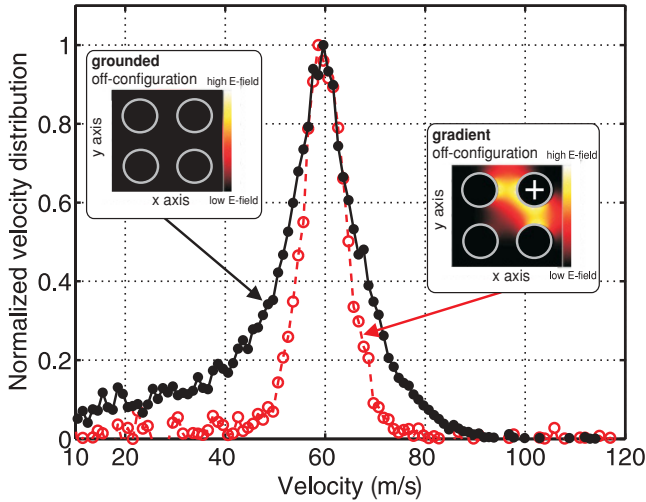 Normalized velocity distribution
1
0.8
0.6
0.4
0.2
0
10
20
40
60
80
100
120
Velocity (m/s)
grounded
off-configuration
high E-field
y axis
x axis
low E-field
gradient
off-configuration
high E-field
+
y axis
x axis
low E-field